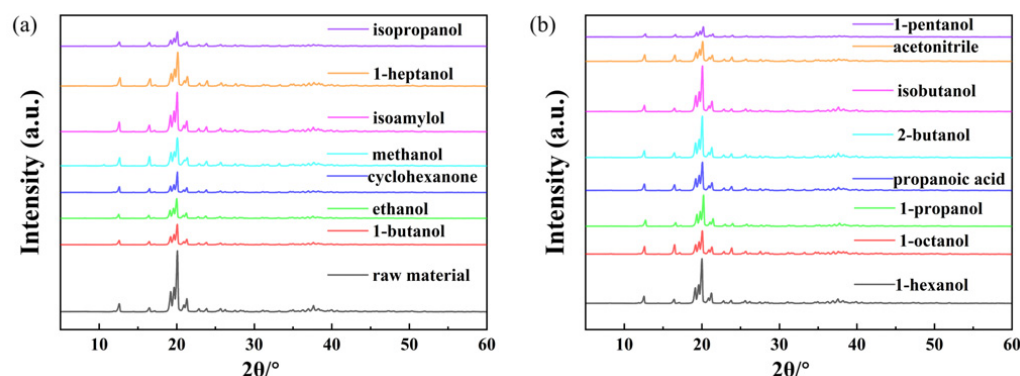 (a)
Intensity (a.u.)
isopropanol
1-heptanol
isoamylol
methanol
cyclohexanone
ethanol
1-butanol
raw material
10 20 30 40 50 60
2θ/°
(b)
Intensity (a.u.)
1-pentanol
acetonitrile
isobutanol
2-butanol
propanoic acid
1-propanol
1-octanol
1-hexanol
10 20 30 40 50 60
2θ/°